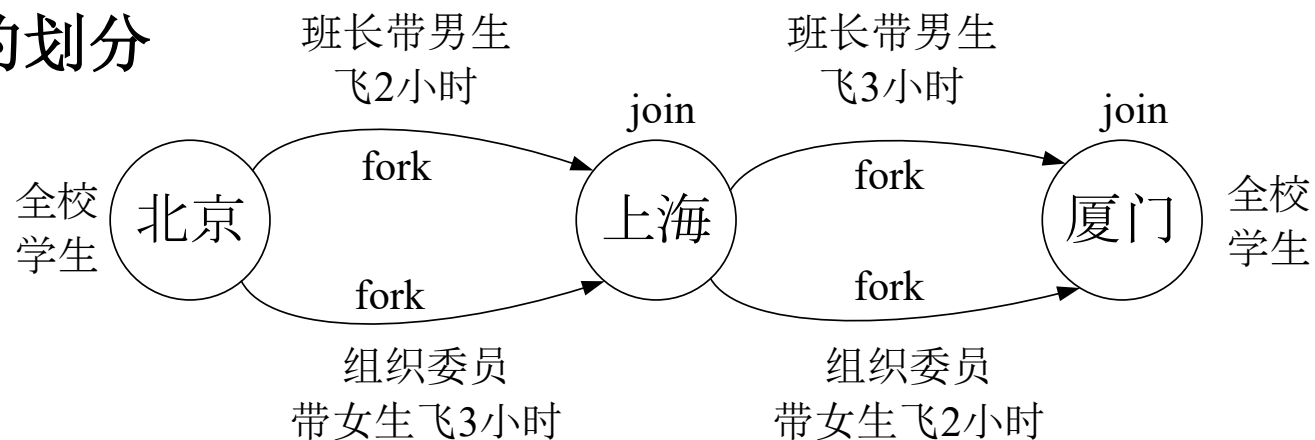 的划分
班长带男生
飞2小时
班长带男生
飞3小时
join
join
fork
fork
全校
学生
北京
上海
厦门
全校
学生
fork
fork
组织委员
带女生飞3小时
组织委员
带女生飞2小时